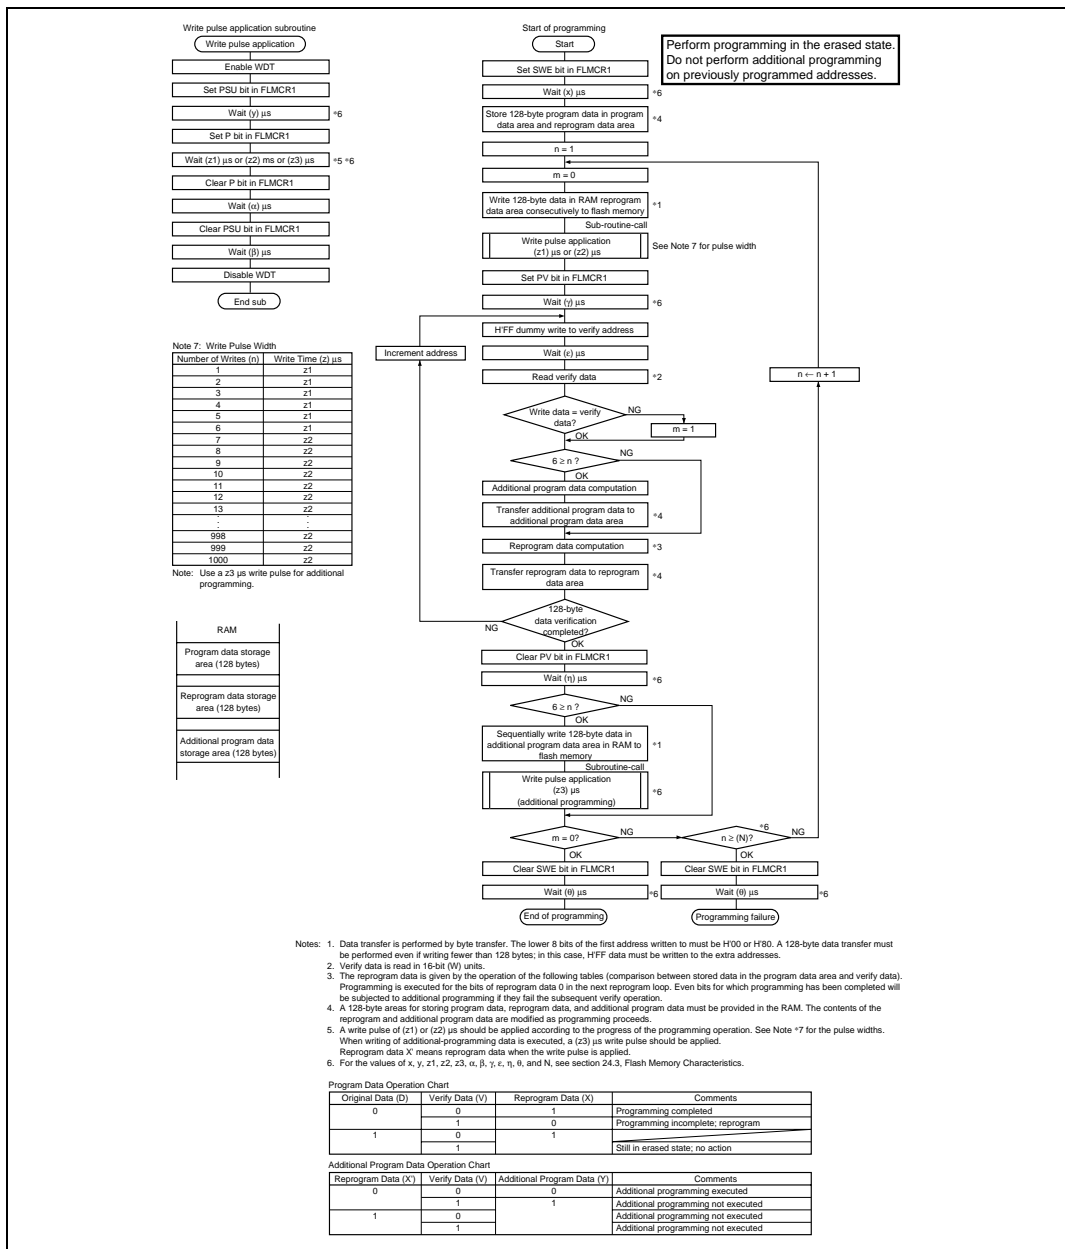 Write pulse application subroutine
Write pulse application
Enable WDT
Set PSU bit in FLMCR1
Wait (y) μs
*6
Set P bit in FLMCR1
Wait (z1) μs or (z2) ms or (z3) μs
*5 *6
Clear P bit in FLMCR1
Wait (α) μs
Clear PSU bit in FLMCR1
Wait (β) μs
Disable WDT
End sub
Note 7: Write Pulse Width
Number of Writes (n) Write Time (z) μs
1 z1
2 z1
3 z1
4 z1
5 z1
6 z1
7 z2
8 z2
9 z2
10 z2
11 z2
12 z2
13 z2
: :
998 z2
999 z2
1000 z2
Note: Use a z3 μs write pulse for additional
programming.
RAM
Program data storage
area (128 bytes)
Reprogram data storage
area (128 bytes)
Additional program data
storage area (128 bytes)
Start of programming
Start
Perform programming in the erased state.
Do not perform additional programming
on previously programmed addresses.
Set SWE bit in FLMCR1
Wait (x) μs
*6
Store 128-byte program data in program
data area and reprogram data area
*4
n = 1
m = 0
Write 128-byte data in RAM reprogram
data area consecutively to flash memory
*1
Sub-routine-call
Write pulse application
(z1) μs or (z2) μs
See Note 7 for pulse width
Set PV bit in FLMCR1
Wait (γ) μs
*6
H'FF dummy write to verify address
Increment address
Wait (ε) μs
Read verify data
*2
n ← n + 1
Write data = verify
data?
NG
m = 1
OK
6 ≥ n ?
NG
OK
Additional program data computation
Transfer additional program data to
additional program data area
*4
Reprogram data computation
*3
Transfer reprogram data to reprogram
data area
*4
128-byte
data verification
completed?
NG
OK
Clear PV bit in FLMCR1
Wait (η) μs
*6
6 ≥ n ?
NG
OK
Sequentially write 128-byte data in
additional program data area in RAM to
flash memory
*1
Subroutine-call
Write pulse application
(z3) μs
(additional programming)
*6
m = 0?
NG
n ≥ (N)?
*6
NG
OK
OK
Clear SWE bit in FLMCR1
Clear SWE bit in FLMCR1
Wait (θ) μs
*6
Wait (θ) μs
*6
End of programming
Programming failure
Notes: 1. Data transfer is performed by byte transfer. The lower 8 bits of the first address written to must be H'00 or H'80. A 128-byte data transfer must
be performed even if writing fewer than 128 bytes; in this case, H'FF data must be written to the extra addresses.
2. Verify data is read in 16-bit (W) units.
3. The reprogram data is given by the operation of the following tables (comparison between stored data in the program data area and verify data).
Programming is executed for the bits of reprogram data 0 in the next reprogram loop. Even bits for which programming has been completed will
be subjected to additional programming if they fail the subsequent verify operation.
4. A 128-byte areas for storing program data, reprogram data, and additional program data must be provided in the RAM. The contents of the
reprogram and additional program data are modified as programming proceeds.
5. A write pulse of (z1) or (z2) μs should be applied according to the progress of the programming operation. See Note *7 for the pulse widths.
When writing of additional-programming data is executed, a (z3) μs write pulse should be applied.
Reprogram data X' means reprogram data when the write pulse is applied.
6. For the values of x, y, z1, z2, z3, α, β, γ, ε, η, θ, and N, see section 24.3, Flash Memory Characteristics.
Program Data Operation Chart
Original Data (D) Verify Data (V) Reprogram Data (X) Comments
0 0 1 Programming completed
1 0 Programming incomplete; reprogram
1 0 1
1 Still in erased state; no action
Additional Program Data Operation Chart
Reprogram Data (X') Verify Data (V) Additional Program Data (Y) Comments
0 0 0 Additional programming executed
1 1 Additional programming not executed
1 0 Additional programming not executed
1 Additional programming not executed